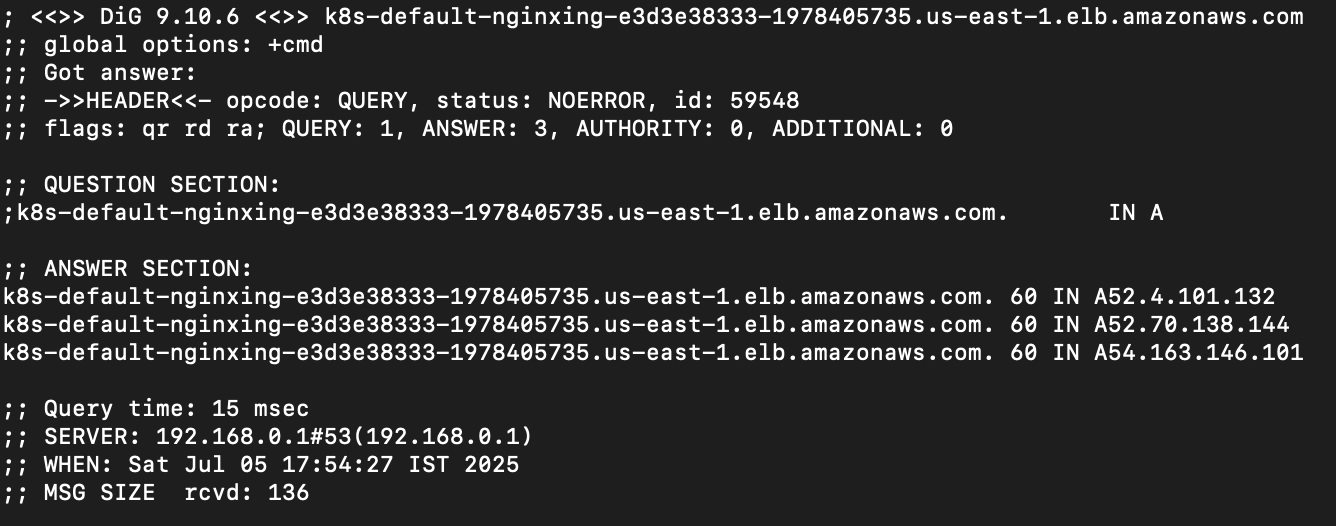 ; <<>> DiG 9.10.6 <<>> k8s-default-nginxing-e3d3e38333-1978405735.us-east-1.elb.amazonaws.com
;; global options: +cmd
;; Got answer:
;; ->>HEADER<<- opcode: QUERY, status: NOERROR, id: 59548
;; flags: qr rd ra; QUERY: 1, ANSWER: 3, AUTHORITY: 0, ADDITIONAL: 0
;; QUESTION SECTION:
;k8s-default-nginxing-e3d3e38333-1978405735.us-east-1.elb.amazonaws.com. IN A
;; ANSWER SECTION:
k8s-default-nginxing-e3d3e38333-1978405735.us-east-1.elb.amazonaws.com. 60 IN A52.4.101.132
k8s-default-nginxing-e3d3e38333-1978405735.us-east-1.elb.amazonaws.com. 60 IN A52.70.138.144
k8s-default-nginxing-e3d3e38333-1978405735.us-east-1.elb.amazonaws.com. 60 IN A54.163.146.101
;; Query time: 15 msec
;; SERVER: 192.168.0.1#53(192.168.0.1)
;; WHEN: Sat Jul 05 17:54:27 IST 2025
;; MSG SIZE  rcvd: 136